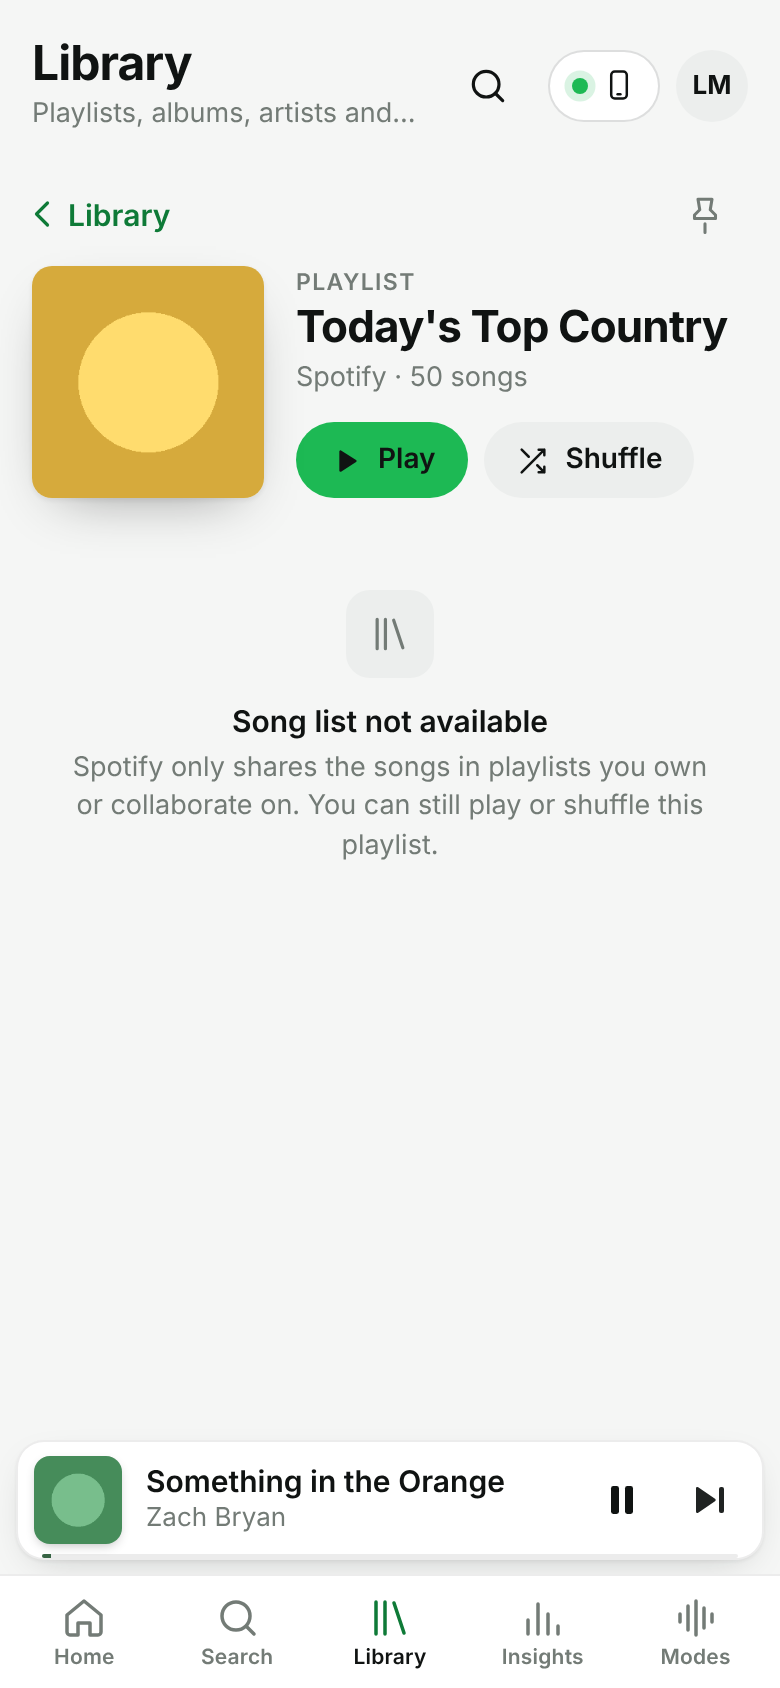 Library
Playlists, albums, artists and...
LM
Library
PLAYLIST
Today's Top Country
Spotify · 50 songs
Play
Shuffle
Song list not available
Spotify only shares the songs in playlists you own
or collaborate on. You can still play or shuffle this
playlist.
Something in the Orange
Zach Bryan
Home
Search
Library
Insights
Modes